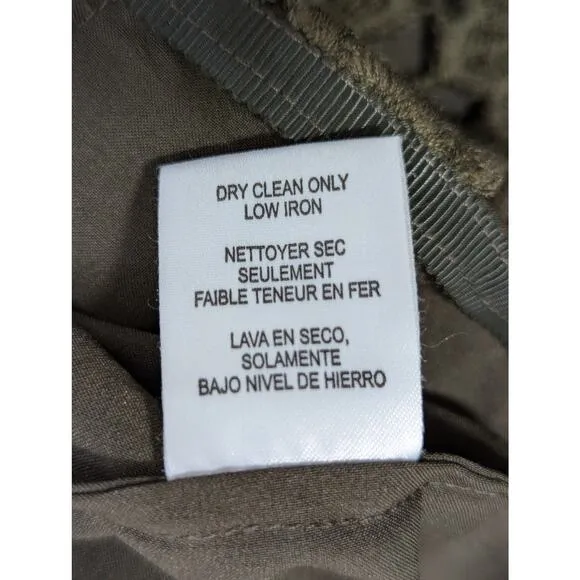 DRY CLEAN ONLY
LOW IRON
NETTOYER SEC
SEULEMENT
FAIBLE TENEUR EN FER
LAVA EN SECO,
SOLAMENTE
BAJO NIVEL DE HIERRO